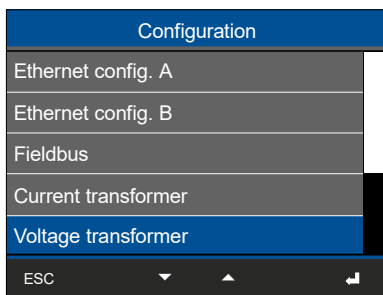 Configuration
Ethernet config. A
Ethernet config. B
Fieldbus
Current transformer
Voltage transformer
ESC